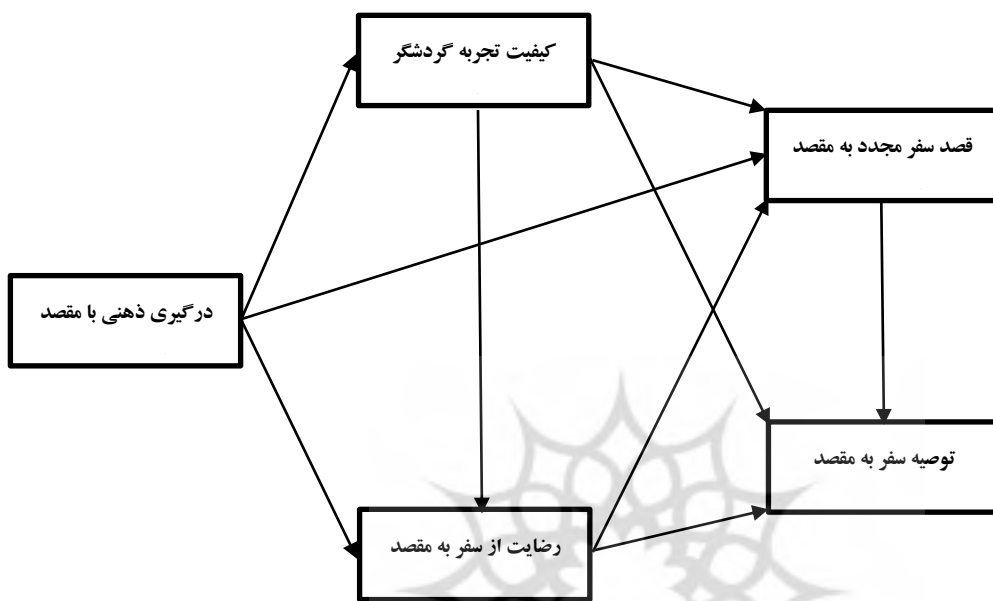 کیفیت تجربه گردشگر
قصد سفر مجدد به مقصد
درگیری ذهنی با مقصد
توصیه سفر به مقصد
رضایت از سفر به مقصد